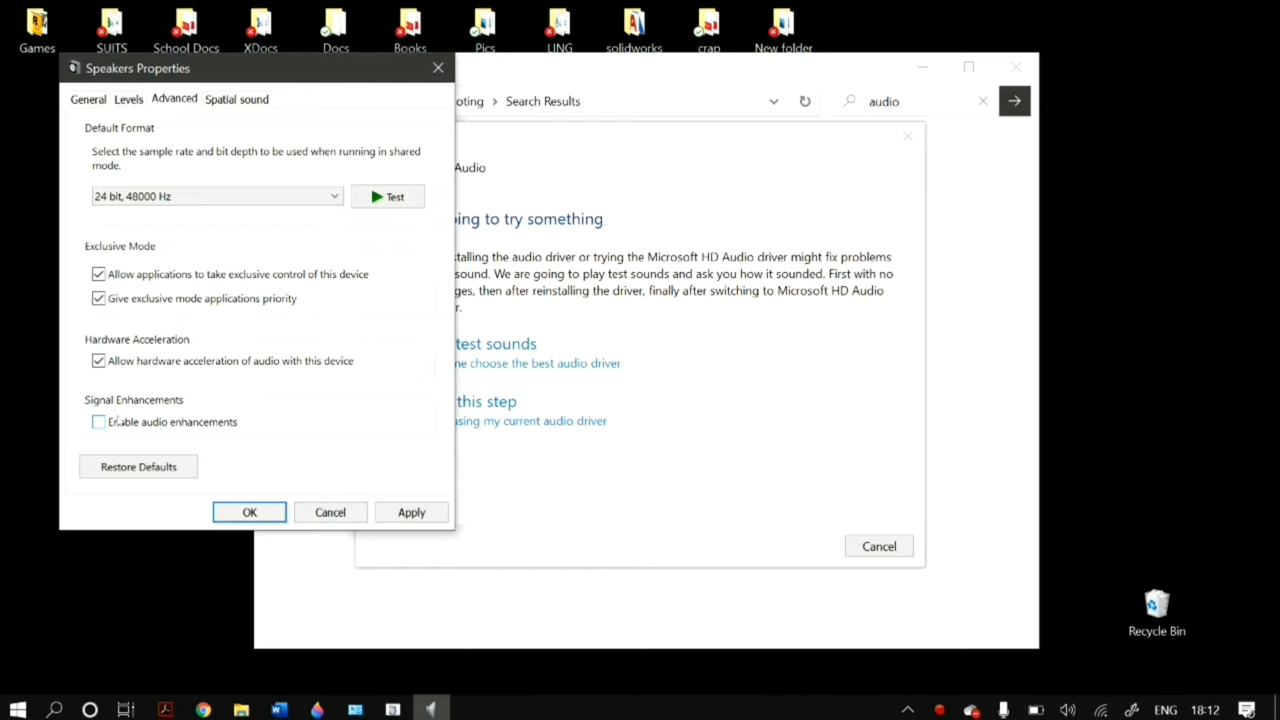 Games
SUITS
School Docs
XDocs
Docs
Books
Pics
LING
solidworks
crap
New folder
Speakers Properties
General
Levels
Advanced
Spatial sound
Default Format
Select the sample rate and bit depth to be used when running in shared
mode.
24 bit, 48000 Hz
Test
Exclusive Mode
Allow applications to take exclusive control of this device
Give exclusive mode applications priority
Hardware Acceleration
Allow hardware acceleration of audio with this device
Signal Enhancements
Enable audio enhancements
Restore Defaults
OK
Cancel
Apply
oting > Search Results
audio
Audio
ing to try something
talling the audio driver or trying the Microsoft HD Audio driver might fix problems
sound. We are going to play test sounds and ask you how it sounded. First with no
ges, then after reinstalling the driver, finally after switching to Microsoft HD Audio
r.
test sounds
ne choose the best audio driver
this step
using my current audio driver
Cancel
Recycle Bin
ENG
18:12